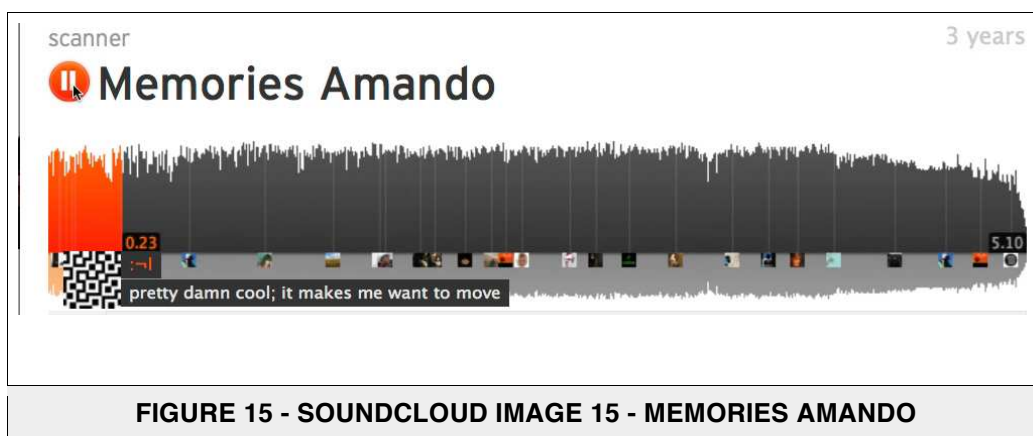 scanner
3 years
Memories Amando
0.23
5.10
:¬l
pretty damn cool; it makes me want to move
FIGURE 15 - SOUNDCLOUD IMAGE 15 - MEMORIES AMANDO